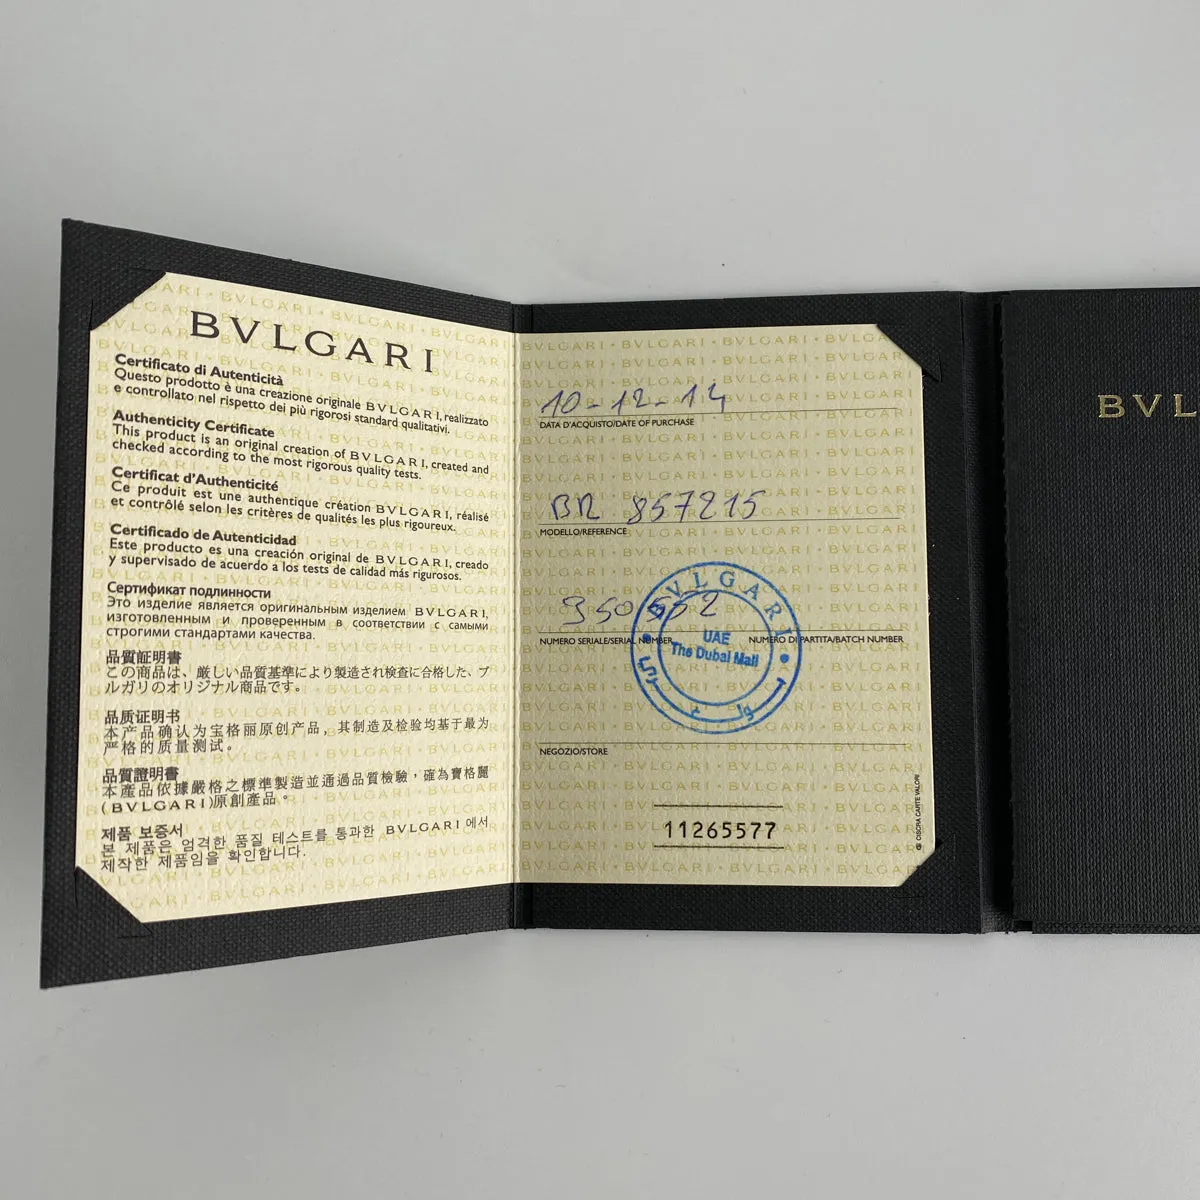 BVLGARI
Certificato di Autenticità
Questo prodotto è una creazione originale BVLGARI, realizzato
e controllato nel rispetto dei più rigorosi standard qualitativi.
Authenticity Certificate
This product is an original creation of BVLGARI, created and
checked according to the most rigorous quality tests.
Certificat d'Authenticité
Ce produit est une authentique création BVLGARI, réalisé
et contrôlé selon les critères de qualités les plus rigoureux.
Certificado de Autenticidad
Este producto es una creación original de BVLGARI, creado
y supervisado de acuerdo a los tests de calidad más rigurosos.
Сертификат подлинности
Это изделие является оригинальным изделием BVLGARI,
изготовленным и проверенным в соответствии с самыми
строгими стандартами качества.
品質証明書
この商品は、厳しい品質基準により製造され検査に合格した、ブ
ルガリのオリジナル商品です。
品质证明书
本产品确认为宝格丽原创产品，其制造及检验均基于最为
严格的质量测试。
品質證明書
本產品依據嚴格之標準製造並通過品質檢驗，確為寶格麗
(BVLGARI)原創產品。
제품 보증서
본 제품은 엄격한 품질 테스트를 통과한 BVLGARI에서
제작한 제품임을 확인합니다.
10-12-14
DATA D'ACQUISTO/DATE OF PURCHASE
BR 857215
MODELLO/REFERENCE
950552
NUMERO SERIALE/SERIAL NUMBER NUMERO DI PARTITA/BATCH NUMBER
BVLGARI
UAE
The Dubai Mall
NEGOZIO/STORE
11265577
© OSCRA CARTE VALORI
BVL